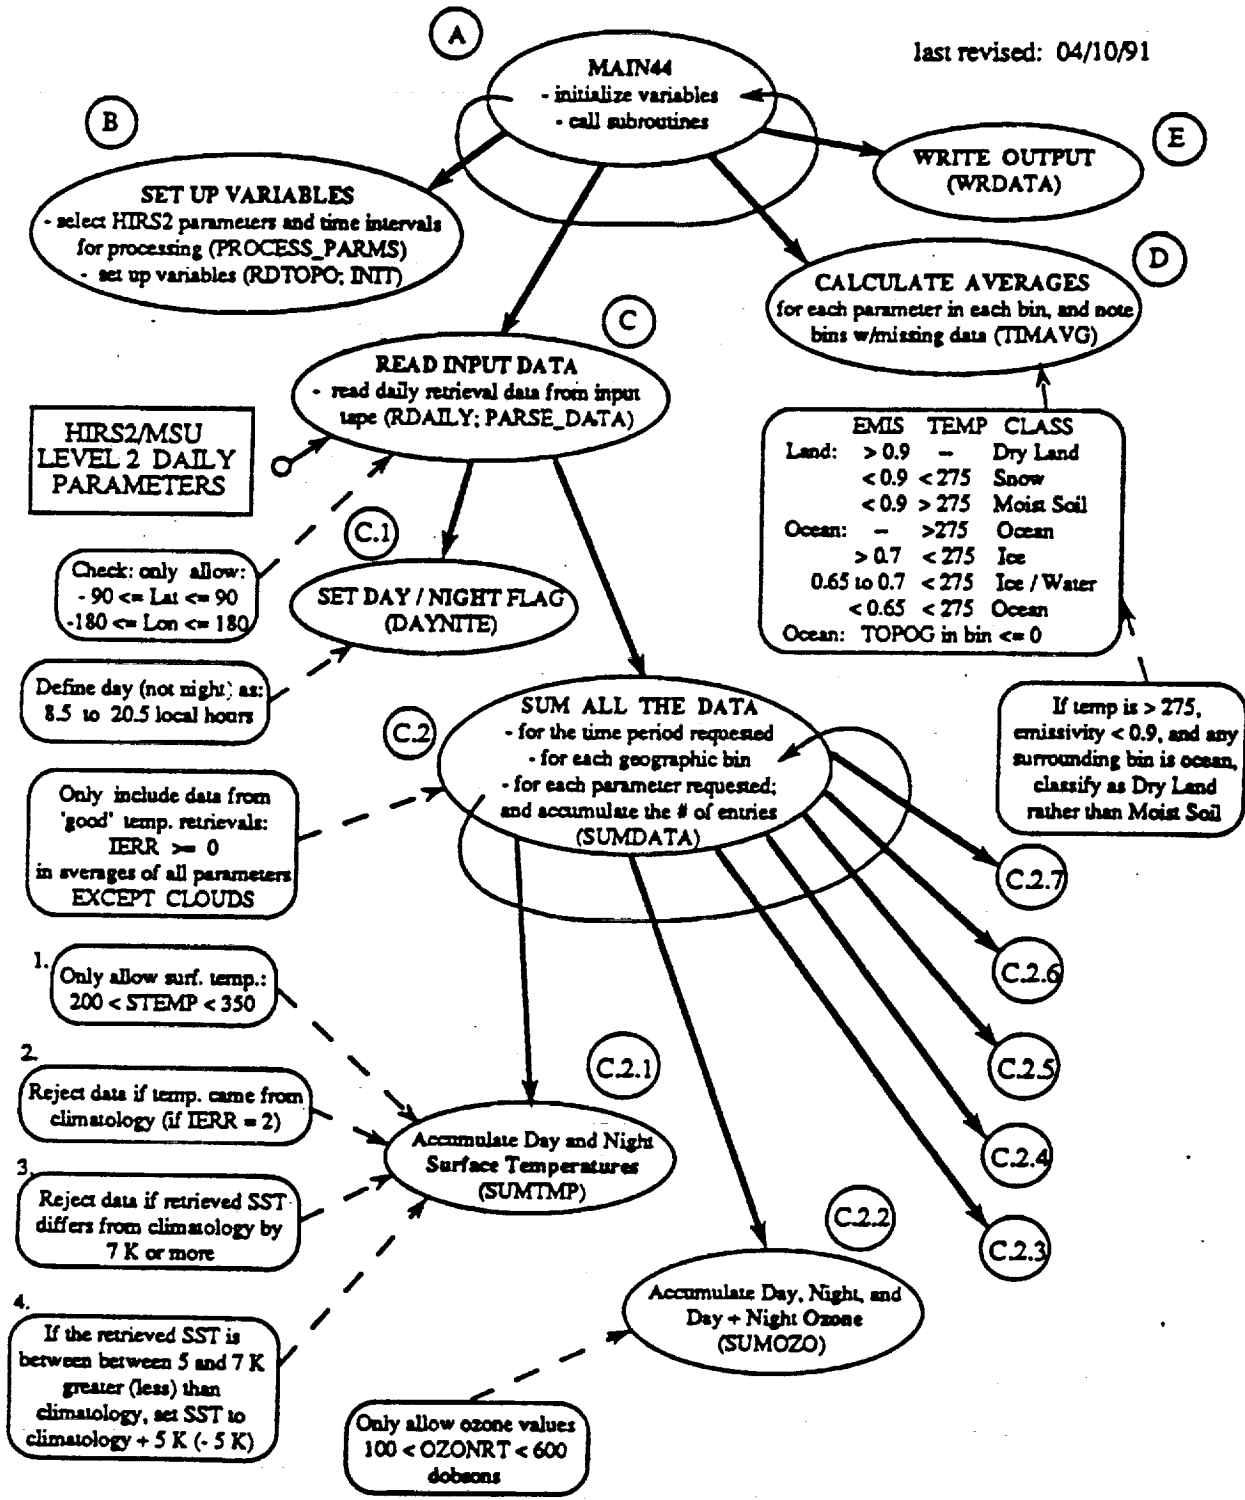 A
last revised: 04/10/91
MAIN44
- initialize variables
- call subroutines
B
SET UP VARIABLES
- select HIRS2 parameters and time intervals
for processing (PROCESS_PARMS)
- set up variables (RDTOPO; INIT)
E
WRITE OUTPUT
(WRDATA)
D
CALCULATE AVERAGES
for each parameter in each bin, and note
bins w/missing data (TIMAVG)
C
READ INPUT DATA
- read daily retrieval data from input
tape (RDAILY; PARSE_DATA)
HIRS2/MSU
LEVEL 2 DAILY
PARAMETERS
EMIS TEMP CLASS
Land: > 0.9 – Dry Land
< 0.9 < 275 Snow
< 0.9 > 275 Moist Soil
Ocean: – >275 Ocean
> 0.7 < 275 Ice
0.65 to 0.7 < 275 Ice / Water
< 0.65 < 275 Ocean
Ocean: TOPOG in bin <= 0
C.1
SET DAY / NIGHT FLAG
(DAYNITE)
Check: only allow:
- 90 <= Lat <= 90
-180 <= Lon <= 180
Define day (not night) as:
8.5 to 20.5 local hours
C.2
SUM ALL THE DATA
- for the time period requested
- for each geographic bin
- for each parameter requested;
and accumulate the # of entries
(SUMDATA)
If temp is > 275,
emissivity < 0.9, and any
surrounding bin is ocean,
classify as Dry Land
rather than Moist Soil
Only include data from
'good' temp. retrievals:
IERR >= 0
in averages of all parameters
EXCEPT CLOUDS
C.2.7
C.2.6
C.2.5
C.2.4
C.2.3
1.
Only allow surf. temp.:
200 < STEMP < 350
2.
Reject data if temp. came from
climatology (if IERR = 2)
3.
Reject data if retrieved SST
differs from climatology by
7 K or more
4.
If the retrieved SST is
between between 5 and 7 K
greater (less) than
climatology, set SST to
climatology + 5 K (- 5 K)
C.2.1
Accumulate Day and Night
Surface Temperatures
(SUMTMP)
C.2.2
Accumulate Day, Night, and
Day + Night Ozone
(SUMOZO)
Only allow ozone values
100 < OZONRT < 600
dobsons